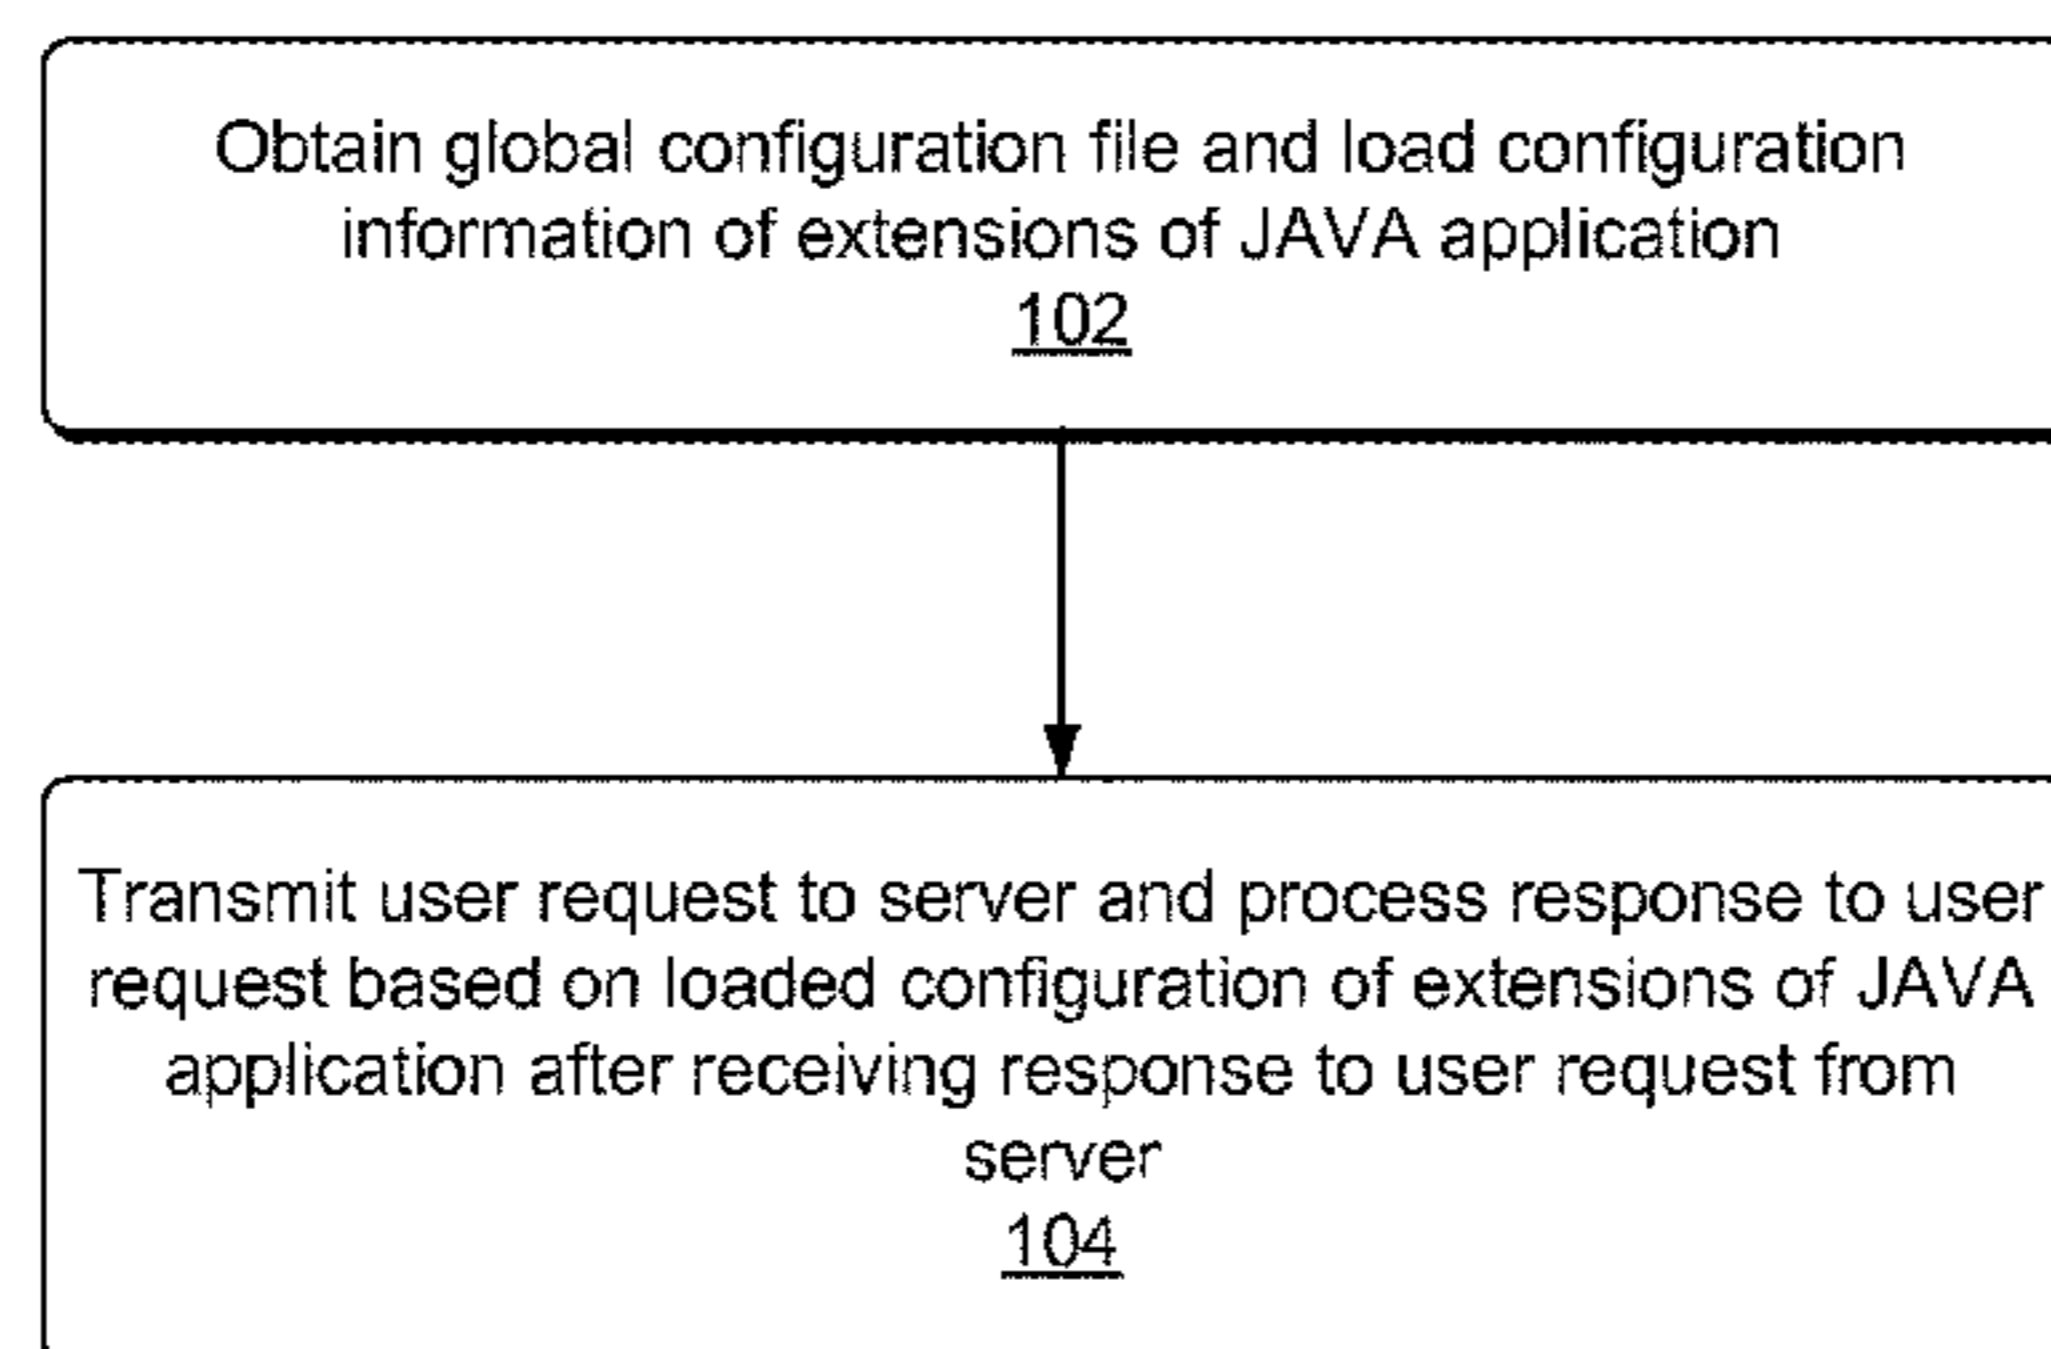 Obtain global configuration file and load configuration
information of extensions of JAVA application
102
Transmit user request to server and process response to user
request based on loaded configuration of extensions of JAVA
application after receiving response to user request from
server
104